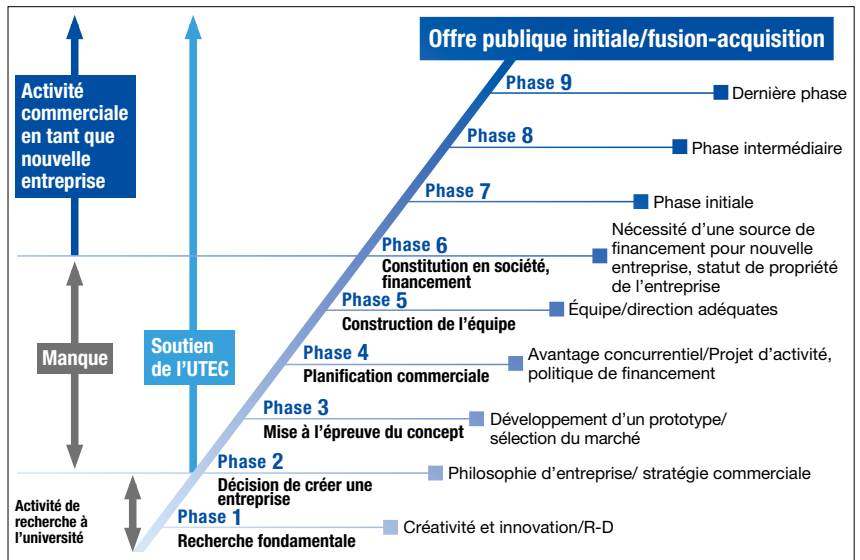 Offre publique initiale/fusion-acquisition
Activité
commerciale
en tant que
nouvelle
entreprise
Phase 9
Dernière phase
Phase 8
Phase intermédiaire
Phase 7
Phase initiale
Phase 6
Constitution en société,
financement
Nécessité d’une source de
financement pour nouvelle
entreprise, statut de propriété
de l’entreprise
Phase 5
Construction de l’équipe
Équipe/direction adéquates
Manque
Soutien
de l’UTEC
Phase 4
Planification commerciale
Avantage concurrentiel/Projet d’activité,
politique de financement
Phase 3
Mise à l’épreuve du concept
Développement d’un prototype/
sélection du marché
Phase 2
Décision de créer une
entreprise
Philosophie d’entreprise/ stratégie commerciale
Activité de
recherche à
l’université
Phase 1
Recherche fondamentale
Créativité et innovation/R-D